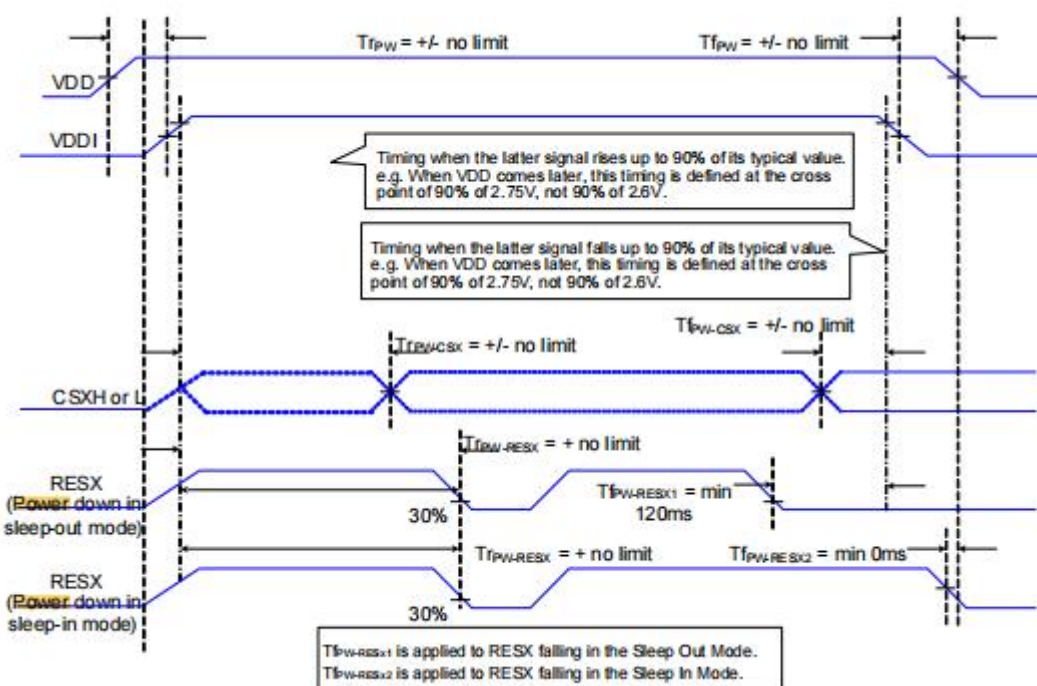 TrPW = +/- no limit
TfPW = +/- no limit
VDD
VDDI
Timing when the latter signal rises up to 90% of its typical value.
e.g. When VDD comes later, this timing is defined at the cross
point of 90% of 2.75V, not 90% of 2.6V.
Timing when the latter signal falls up to 90% of its typical value.
e.g. When VDD comes later, this timing is defined at the cross
point of 90% of 2.75V, not 90% of 2.6V.
TfPW-CSX = +/- no limit
TrPW-CSX = +/- no limit
CSXH or L
TrPW-RESX = + no limit
RESX
(Power down in
sleep-out mode)
30%
TfPW-RESX1 = min
120ms
TrPW-RESX = + no limit
TfPW-RESX2 = min 0ms
RESX
(Power down in
sleep-in mode)
30%
TfPW-RESX1 is applied to RESX falling in the Sleep Out Mode.
TfPW-RESX2 is applied to RESX falling in the Sleep In Mode.